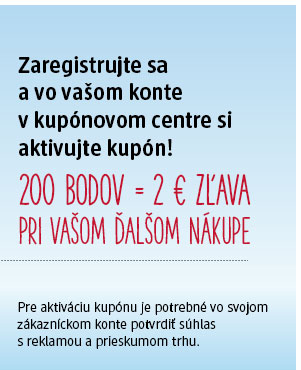 Zaregistrujte sa
a vo vašom konte
v kupónovom centre si
aktivujte kupón!
200 BODOV = 2 € ZĽAVA
PRI VAŠOM ĎALŠOM NÁKUPE
Pre aktiváciu kupónu je potrebné vo svojom
zákazníckom konte potvrdiť súhlas
s reklamou a prieskumom trhu.